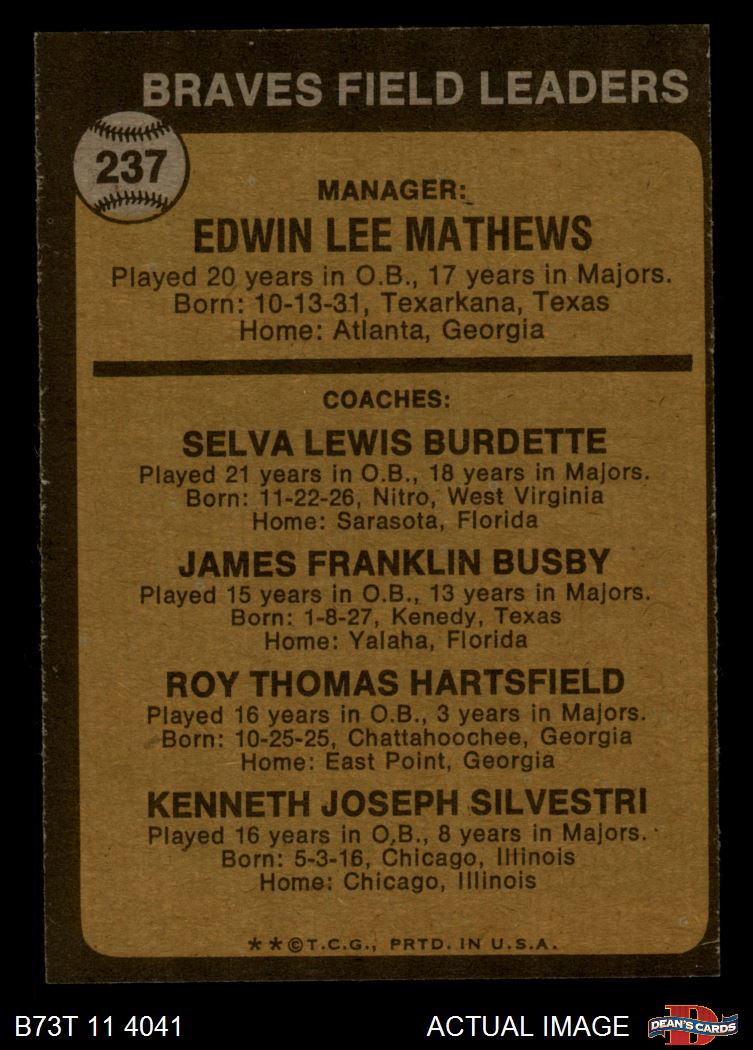 BRAVES FIELD LEADERS
237
MANAGER:
EDWIN LEE MATHEWS
Played 20 years in O.B., 17 years in Majors.
Born: 10-13-31, Texarkana, Texas
Home: Atlanta, Georgia
COACHES:
SELVA LEWIS BURDETTE
Played 21 years in O.B., 18 years in Majors.
Born: 11-22-26, Nitro, West Virginia
Home: Sarasota, Florida
JAMES FRANKLIN BUSBY
Played 15 years in O.B., 13 years in Majors.
Born: 1-8-27, Kenedy, Texas
Home: Yalaha, Florida
ROY THOMAS HARTSFIELD
Played 16 years in O.B., 3 years in Majors.
Born: 10-25-25, Chattahoochee, Georgia
Home: East Point, Georgia
KENNETH JOSEPH SILVESTRI
Played 16 years in O.B., 8 years in Majors.
Born: 5-3-16, Chicago, Illinois
Home: Chicago, Illinois
**©T.C.G., PRTD. IN U.S.A.
B73T 11 4041
ACTUAL IMAGE
D
DEAN'S CARDS